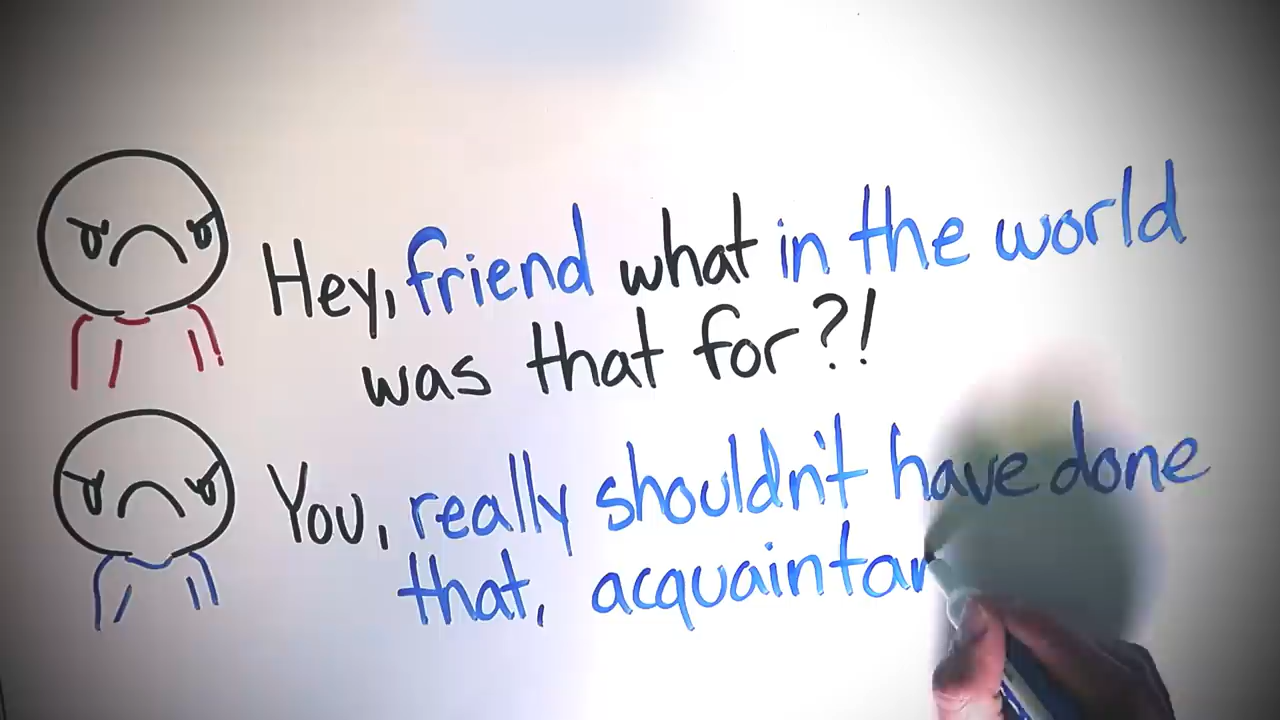 Hey, friend what in the world
was that for?!
You, really shouldn't have done
that, acquaintan